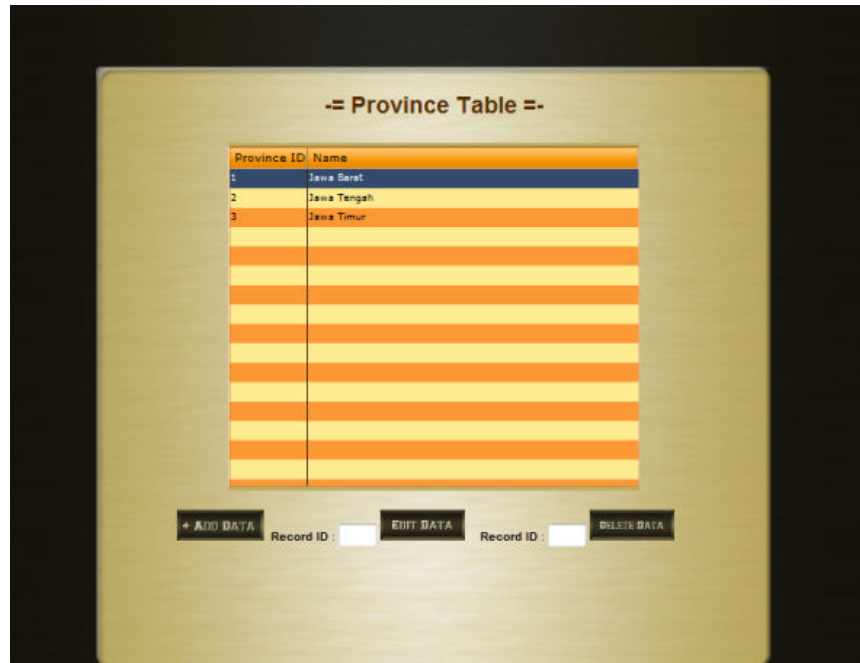 -= Province Table =-
Province ID Name
1 Jawa Barat
2 Jawa Tengah
3 Jawa Timur
+ ADD DATA Record ID : EDIT DATA Record ID : DELETE DATA